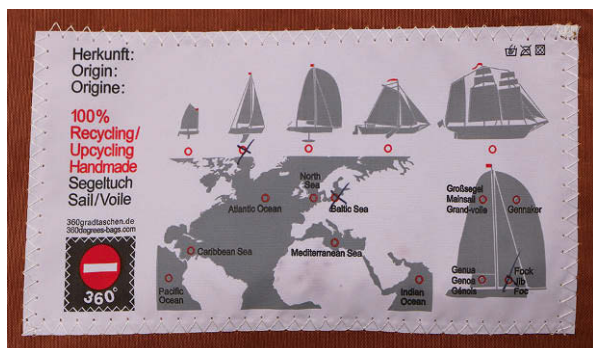 Herkunft:
Origin:
Origine:
100%
Recycling/
Upcycling
Handmade
Segeltuch
Sail/Voile
360gradtaschen.de
360degrees-bags.com
360°
North
Sea
Atlantic Ocean
Baltic Sea
Caribbean Sea
Mediterranean Sea
Pacific
Ocean
Indian
Ocean
Großsegel
Mainsail
Grand-voile
Gennaker
Genua
Genoa
Génois
Fock
Jib
Foc